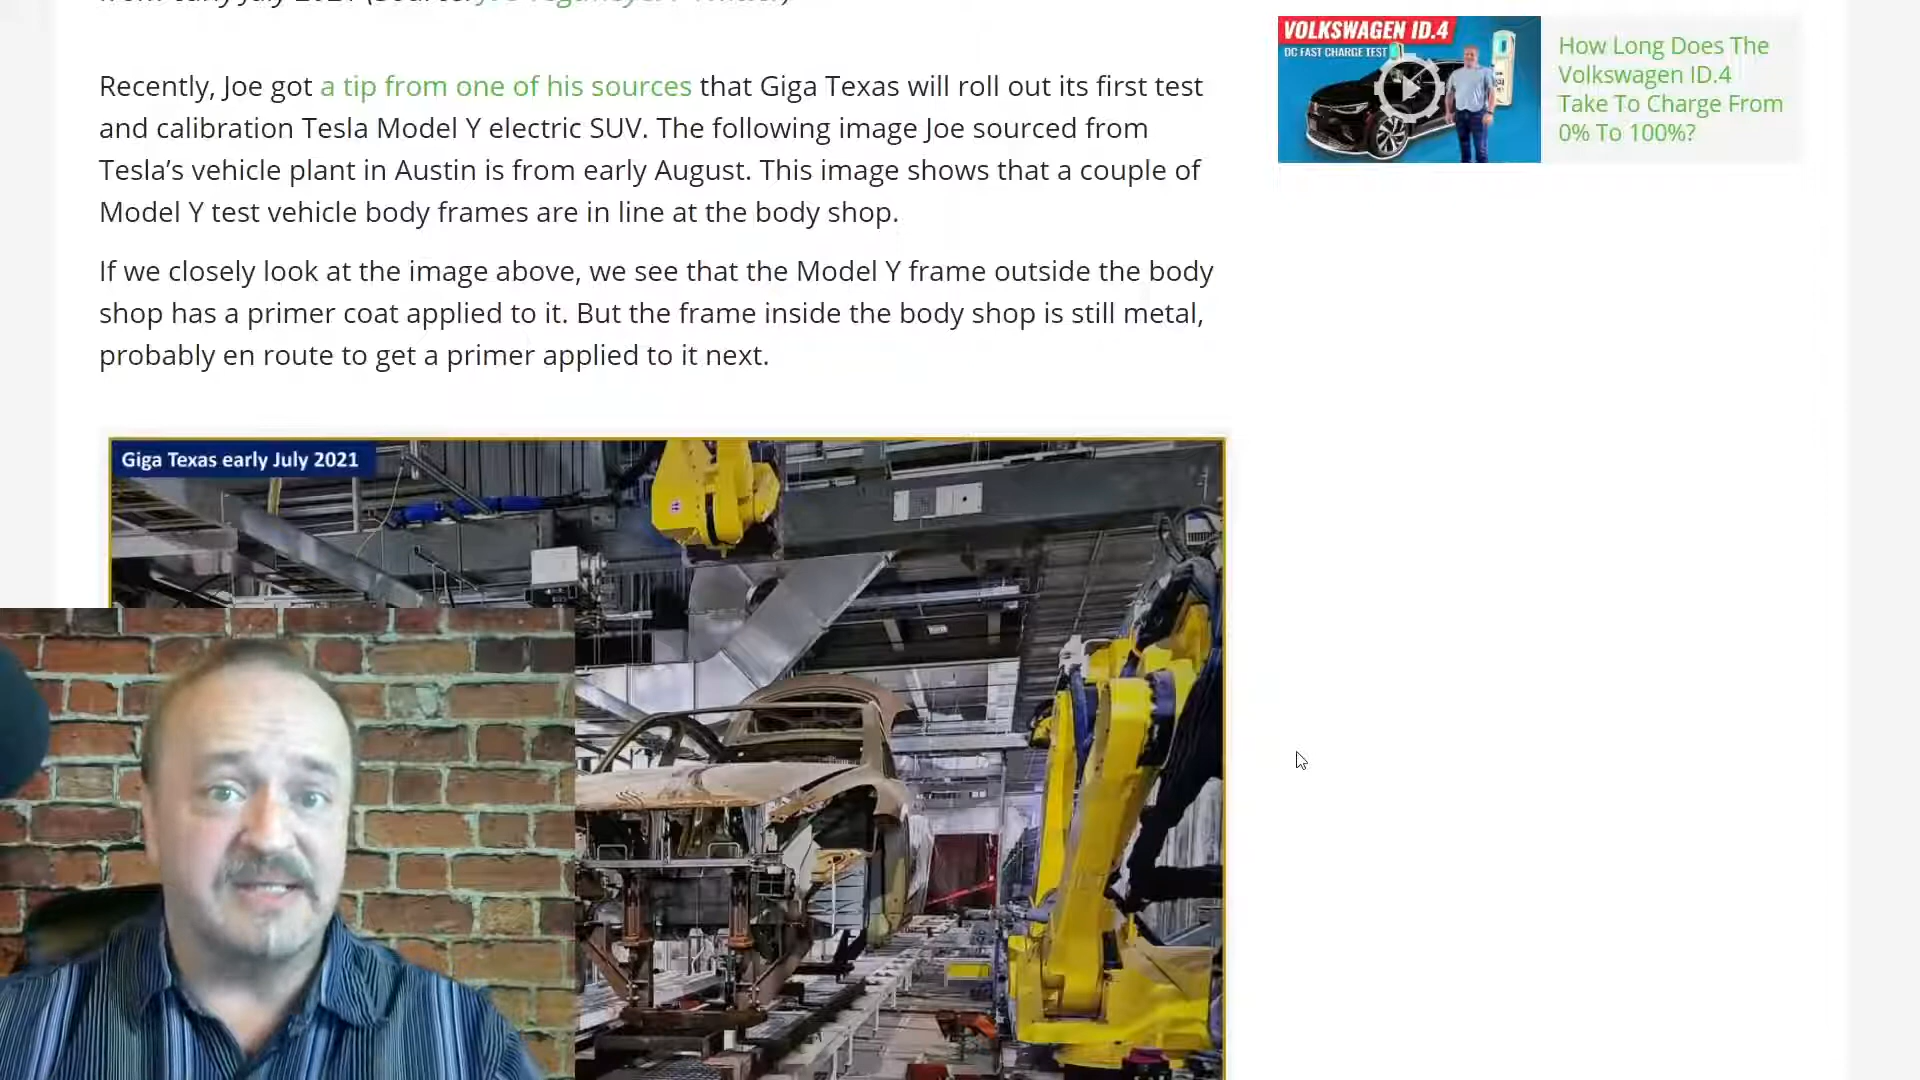 Recently, Joe got a tip from one of his sources that Giga Texas will roll out its first test
and calibration Tesla Model Y electric SUV. The following image Joe sourced from
Tesla’s vehicle plant in Austin is from early August. This image shows that a couple of
Model Y test vehicle body frames are in line at the body shop.
If we closely look at the image above, we see that the Model Y frame outside the body
shop has a primer coat applied to it. But the frame inside the body shop is still metal,
probably en route to get a primer applied to it next.
Giga Texas early July 2021
VOLKSWAGEN ID.4
DC FAST CHARGE TEST
How Long Does The
Volkswagen ID.4
Take To Charge From
0% To 100%?